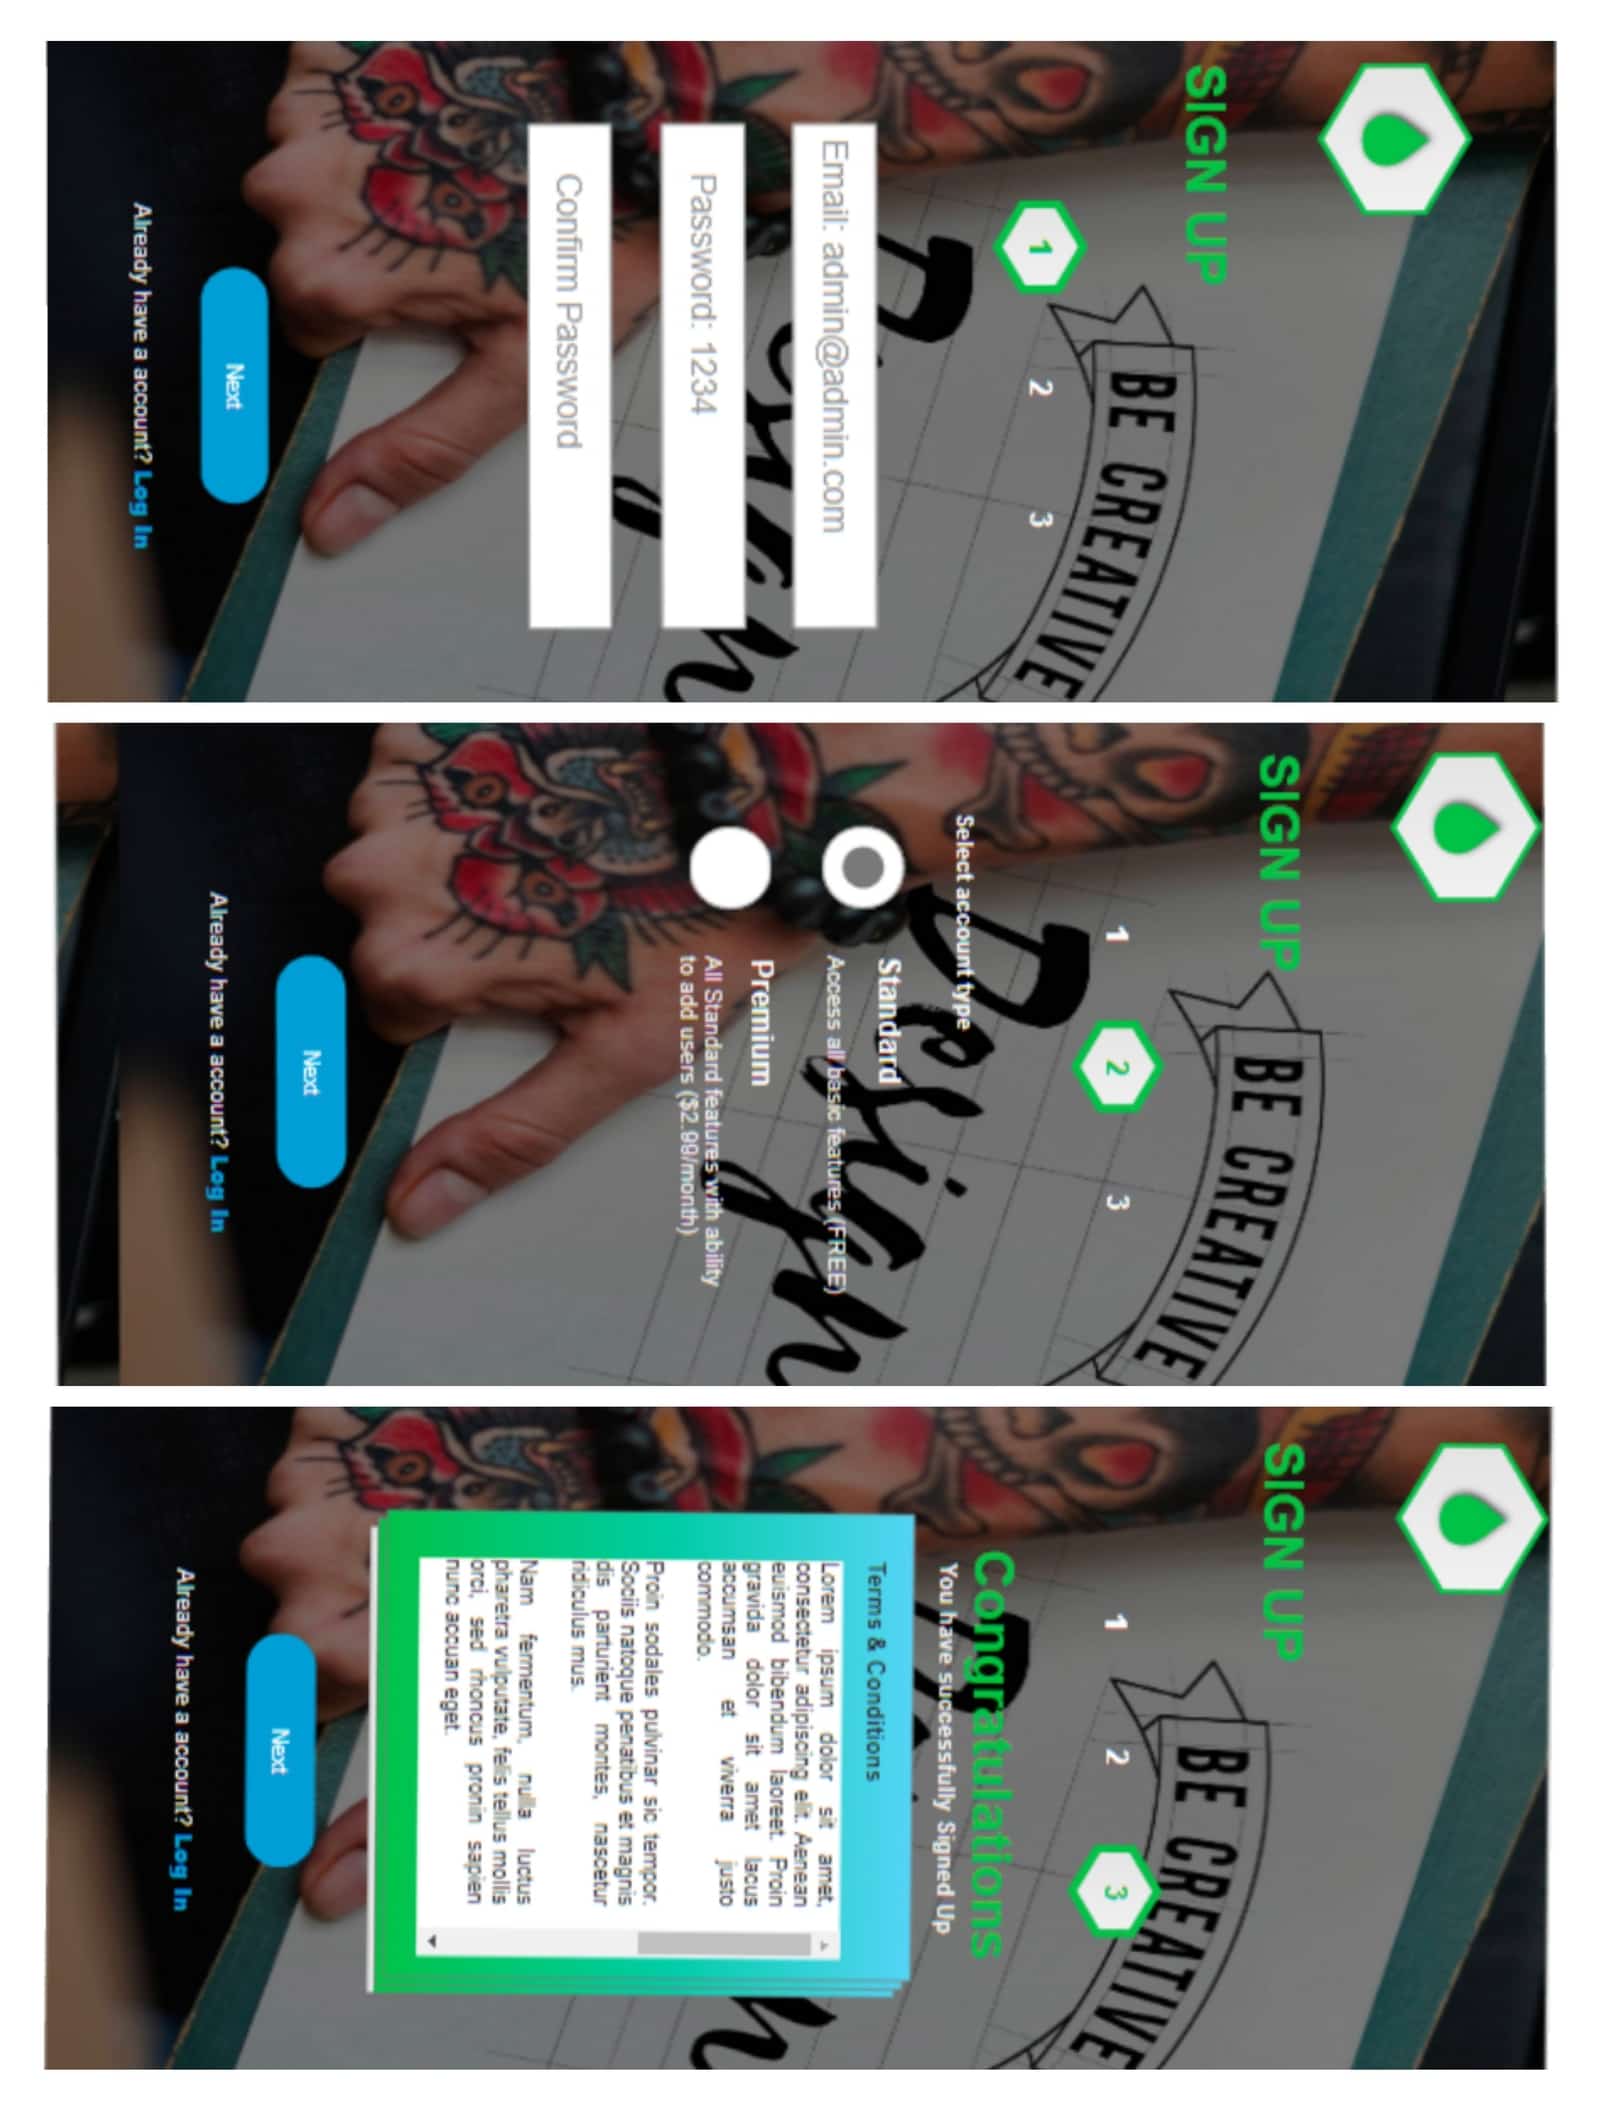 SIGN UP
BE CREATIVE
1 2 3
Email: admin@admin.com
Password: 1234
Confirm Password
Next
Already have a account? Log In
SIGN UP
BE CREATIVE
1 2 3
Design
Select account type
Standard
Access all basic features (FREE)
Premium
All Standard features with ability
to add users ($2.99/month)
Next
Already have a account? Log In
SIGN UP
BE CREATIVE
1 2 3
Congratulations
You have successfully Signed Up
Terms & Conditions
Lorem ipsum dolor sit amet,
consectetur adipiscing elit. Aenean
euismod bibendum laoreet. Proin
gravida dolor sit amet lacus
accumsan et viverra justo
commodo.
Proin sodales pulvinar sic tempor.
Sociis natoque penatibus et magnis
dis parturient montes, nascetur
ridiculus mus.
Nam fermentum, nulla luctus
pharetra vulputate, felis tellus mollis
orci, sed rhoncus pronin sapien
nunc accuan eget.
Next
Already have a account? Log In